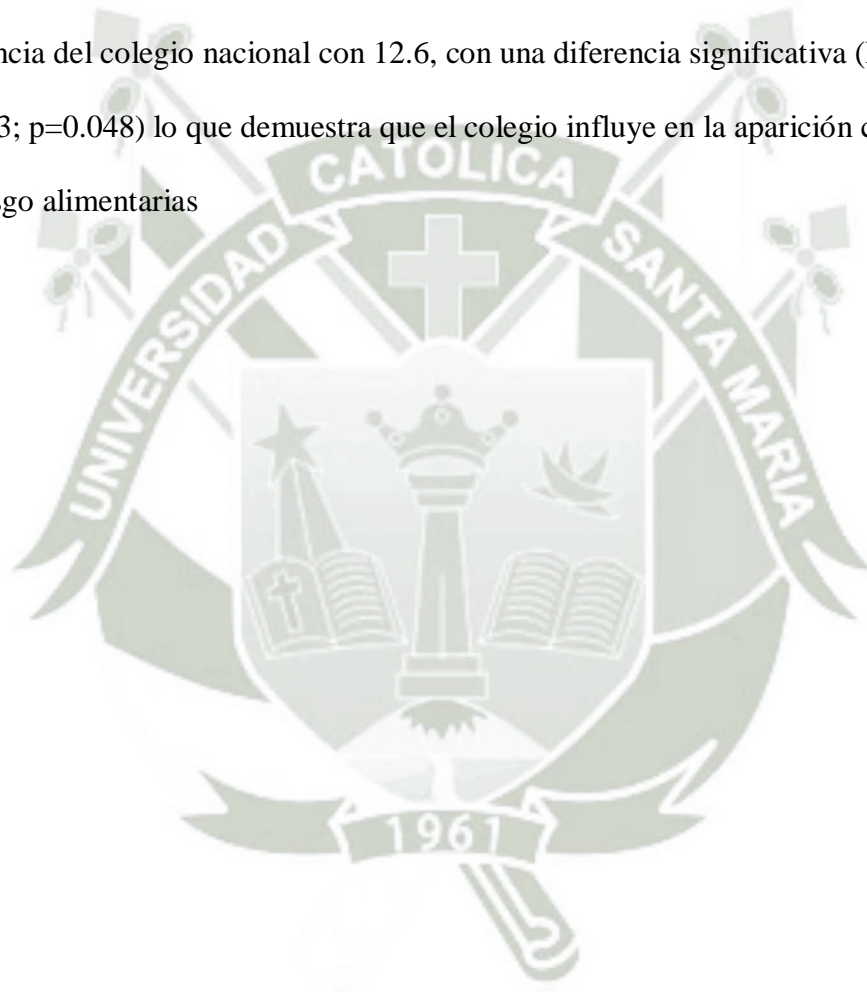 ncia del colegio nacional con 12.6, con una diferencia significativa (
3; p=0.048) lo que demuestra que el colegio influye en la aparición
go alimentarias
UNIVERSIDAD CATOLICA SANTA MARIA
1961